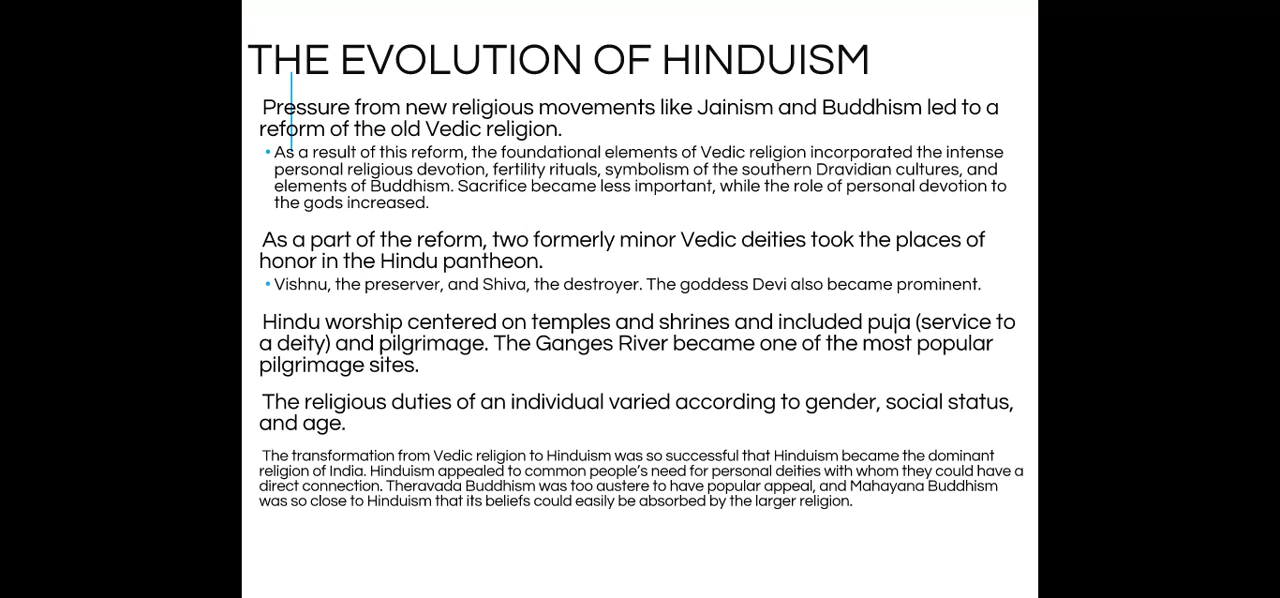 THE EVOLUTION OF HINDUISM
Pressure from new religious movements like Jainism and Buddhism led to a
reform of the old Vedic religion.
• As a result of this reform, the foundational elements of Vedic religion incorporated the intense
personal religious devotion, fertility rituals, symbolism of the southern Dravidian cultures, and
elements of Buddhism. Sacrifice became less important, while the role of personal devotion to
the gods increased.
As a part of the reform, two formerly minor Vedic deities took the places of
honor in the Hindu pantheon.
• Vishnu, the preserver, and Shiva, the destroyer. The goddess Devi also became prominent.
Hindu worship centered on temples and shrines and included puja (service to
a deity) and pilgrimage. The Ganges River became one of the most popular
pilgrimage sites.
The religious duties of an individual varied according to gender, social status,
and age.
The transformation from Vedic religion to Hinduism was so successful that Hinduism became the dominant
religion of India. Hinduism appealed to common people's need for personal deities with whom they could have a
direct connection. Theravada Buddhism was too austere to have popular appeal, and Mahayana Buddhism
was so close to Hinduism that its beliefs could easily be absorbed by the larger religion.